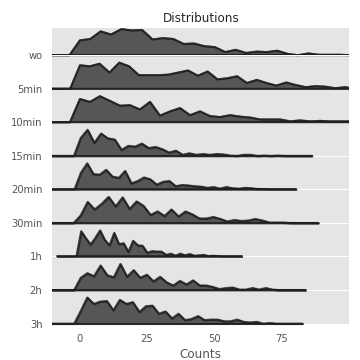 Distributions
wo
5min
10min
15min
20min
30min
1h
2h
3h
0 25 50 75
Counts